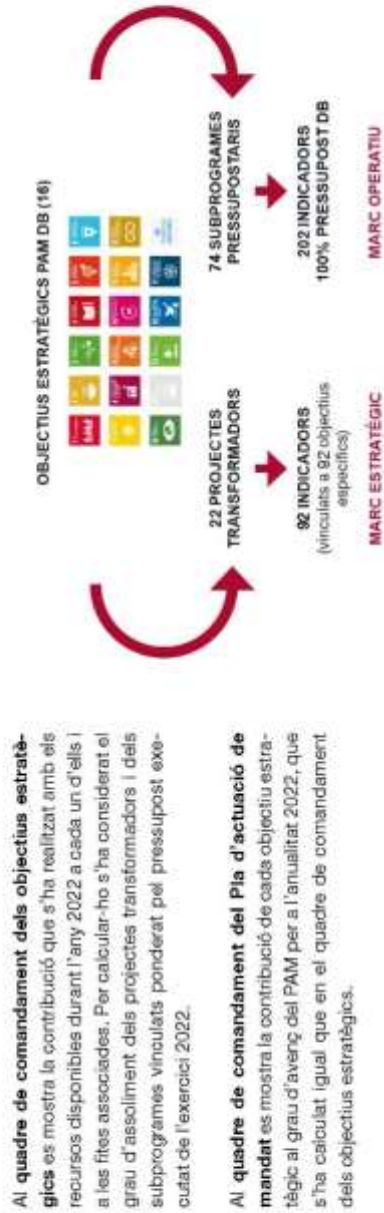 Al quadre de comandament dels objectius estratè-
gics es mostra la contribució que s'ha realitzat amb els
recursos disponibles durant l'any 2022 a cada un d'ells i
a les fites associades. Per calcular-ho s'ha considerat el
grau d'assoliment dels projectes transformadors i dels
subprogrames vinculats ponderat pel pressupost exe-
cutat de l'exercici 2022.
Al quadre de comandament del Pla d'actuació de
mandat es mostra la contribució de cada objectiu estra-
tègic al grau d'avenç del PAM per a l'anualitat 2022, que
s'ha calculat igual que en el quadre de comandament
dels objectius estratègics.
OBJECTIUS ESTRATÈGICS PAM DB (16)
22 PROJECTES
TRANSFORMADORS
92 INDICADORS
(vinculats a 92 objectius
específics)
MARC ESTRATÈGIC
74 SUBPROGRAMES
PRESSUPOSTARIS
202 INDICADORS
100% PRESSUPOST DB
MARC OPERATIU